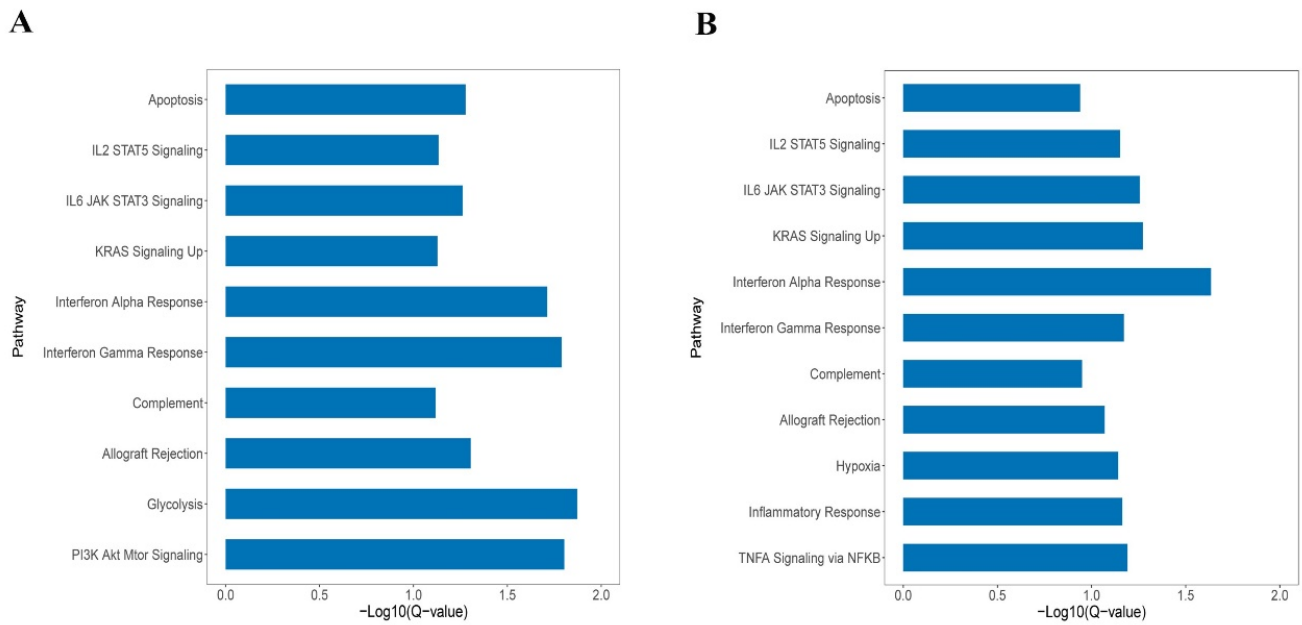 A
Pathway
Apoptosis
IL2 STAT5 Signaling
IL6 JAK STAT3 Signaling
KRAS Signaling Up
Interferon Alpha Response
Interferon Gamma Response
Complement
Allograft Rejection
Glycolysis
PI3K Akt Mtor Signaling
0.0 0.5 1.0 1.5 2.0
−Log10(Q−value)
B
Pathway
Apoptosis
IL2 STAT5 Signaling
IL6 JAK STAT3 Signaling
KRAS Signaling Up
Interferon Alpha Response
Interferon Gamma Response
Complement
Allograft Rejection
Hypoxia
Inflammatory Response
TNFA Signaling via NFKB
0.0 0.5 1.0 1.5 2.0
−Log10(Q−value)